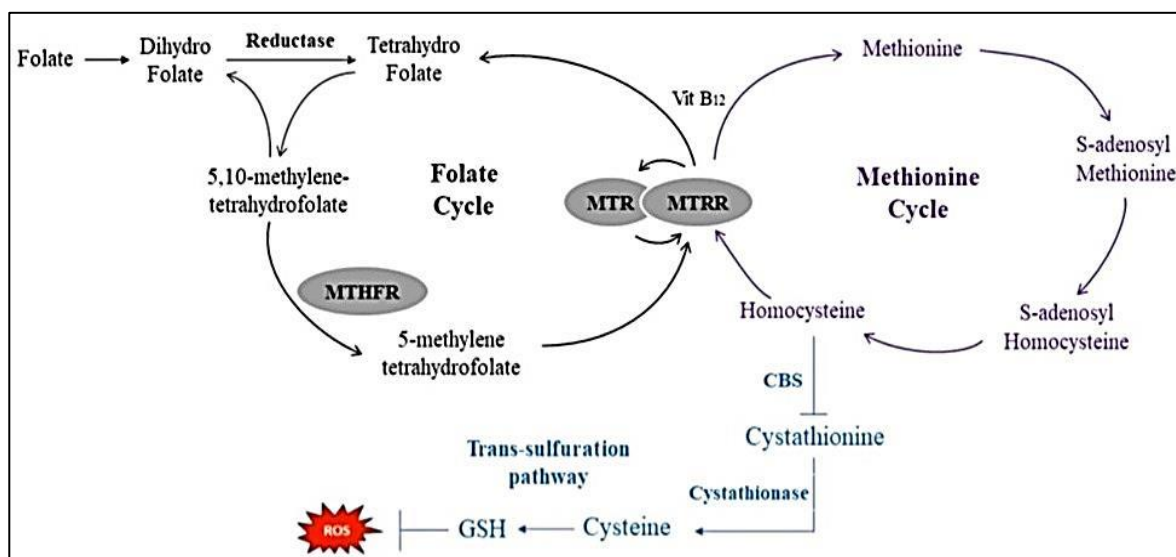 Folate
Dihydro
Folate
Reductase
Tetrahydro
Folate
Methionine
Vit B12
S-adenosyl
Methionine
5,10-methylene-
tetrahydrofolate
Folate
Cycle
MTR
MTRR
Methionine
Cycle
MTHFR
5-methylene
tetrahydrofolate
Homocysteine
S-adenosyl
Homocysteine
CBS
Cystathionine
Trans-sulfuration
pathway
Cystathionase
ROS
GSH
Cysteine